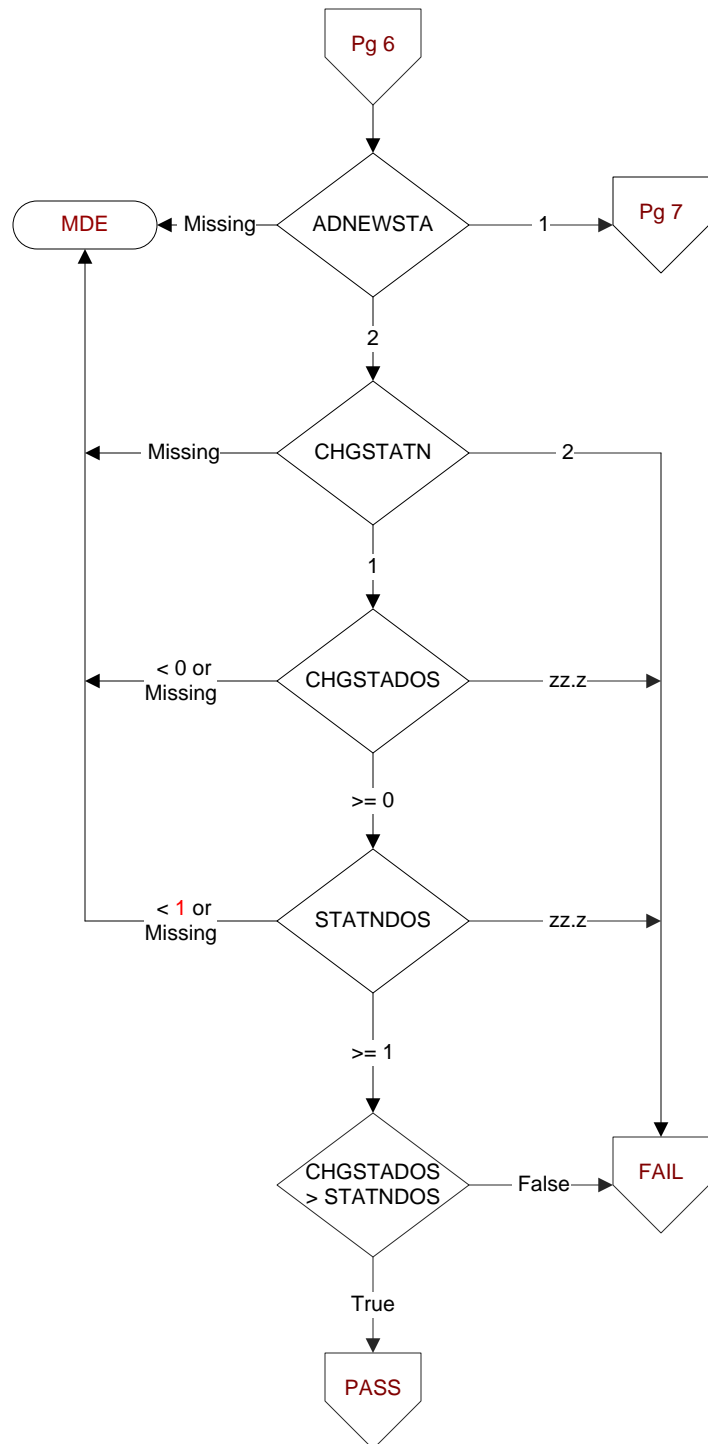 Pg 6
MDE
Missing
ADNEWSTA
1
Pg 7
2
Missing
CHGSTATN
2
1
< 0 or
Missing
CHGSTADOS
zz.z
>= 0
< 1 or
Missing
STATNDOS
zz.z
>= 1
CHGSTADOS
> STATNDOS
False
FAIL
True
PASS